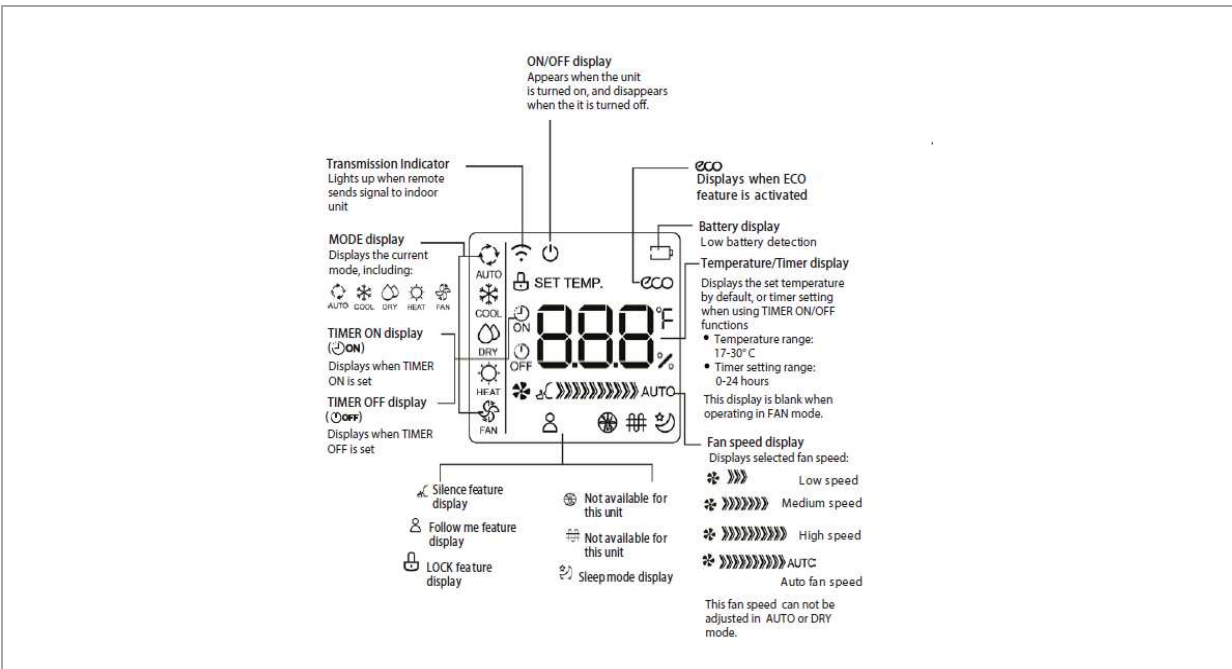 ON/OFF display
Appears when the unit
is turned on, and disappears
when the it is turned off.
Transmission Indicator
Lights up when remote
sends signal to indoor
unit
eco
Displays when ECO
feature is activated
MODE display
Displays the current
mode, including:
AUTO COOL DRY HEAT FAN
Battery display
Low battery detection
TIMER ON display
(ON)
Displays when TIMER
ON is set
TIMER OFF display
(OFF)
Displays when TIMER
OFF is set
AUTO
COOL
DRY
HEAT
FAN
SET TEMP.
eco
ON
OFF
8.8.8
°F
%
AUTO
Temperature/Timer display
Displays the set temperature
by default, or timer setting
when using TIMER ON/OFF
functions
• Temperature range:
17-30°C
• Timer setting range:
0-24 hours
This display is blank when
operating in FAN mode.
Fan speed display
Displays selected fan speed:
Low speed
Medium speed
High speed
AUTO
Auto fan speed
This fan speed can not be
adjusted in AUTO or DRY
mode.
Silence feature
display
Follow me feature
display
LOCK feature
display
Not available for
this unit
Not available for
this unit
Sleep mode display